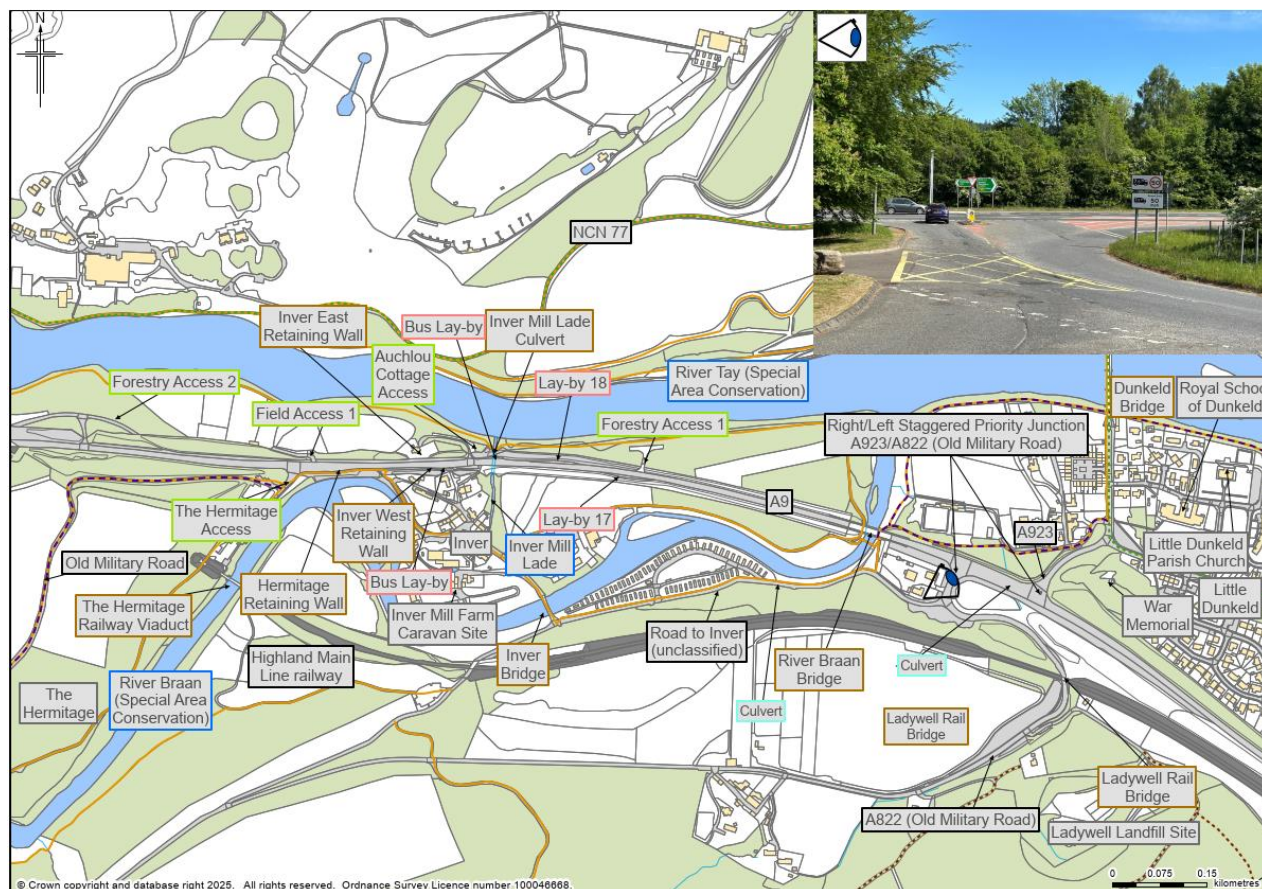 N
50
50
NCN 77
Inver East
Retaining Wall
Bus Lay-by
Inver Mill Lade
Culvert
Auchlou
Cottage
Access
Forestry Access 2
Lay-by 18
River Tay (Special
Area Conservation)
Dunkeld
Bridge
Royal School
of Dunkeld
Field Access 1
Forestry Access 1
Right/Left Staggered Priority Junction
A923/A822 (Old Military Road)
The Hermitage
Access
Inver West
Retaining
Wall
Inver
Lay-by 17
Inver Mill
Lade
A9
A923
Little Dunkeld
Parish Church
Old Military Road
Hermitage
Retaining Wall
Bus Lay-by
The Hermitage
Railway Viaduct
Inver Mill Farm
Caravan Site
Road to Inver
(unclassified)
War
Memorial
Little
Dunkeld
Highland Main
Line railway
Inver
Bridge
River Braan
Bridge
Culvert
The
Hermitage
River Braan
(Special Area
Conservation)
Culvert
Ladywell Rail
Bridge
Ladywell Rail
Bridge
A822 (Old Military Road)
Ladywell Landfill Site
© Crown copyright and database right 2025. All rights reserved. Ordnance Survey Licence number 100046668.
0 0.075 0.15
kilometres